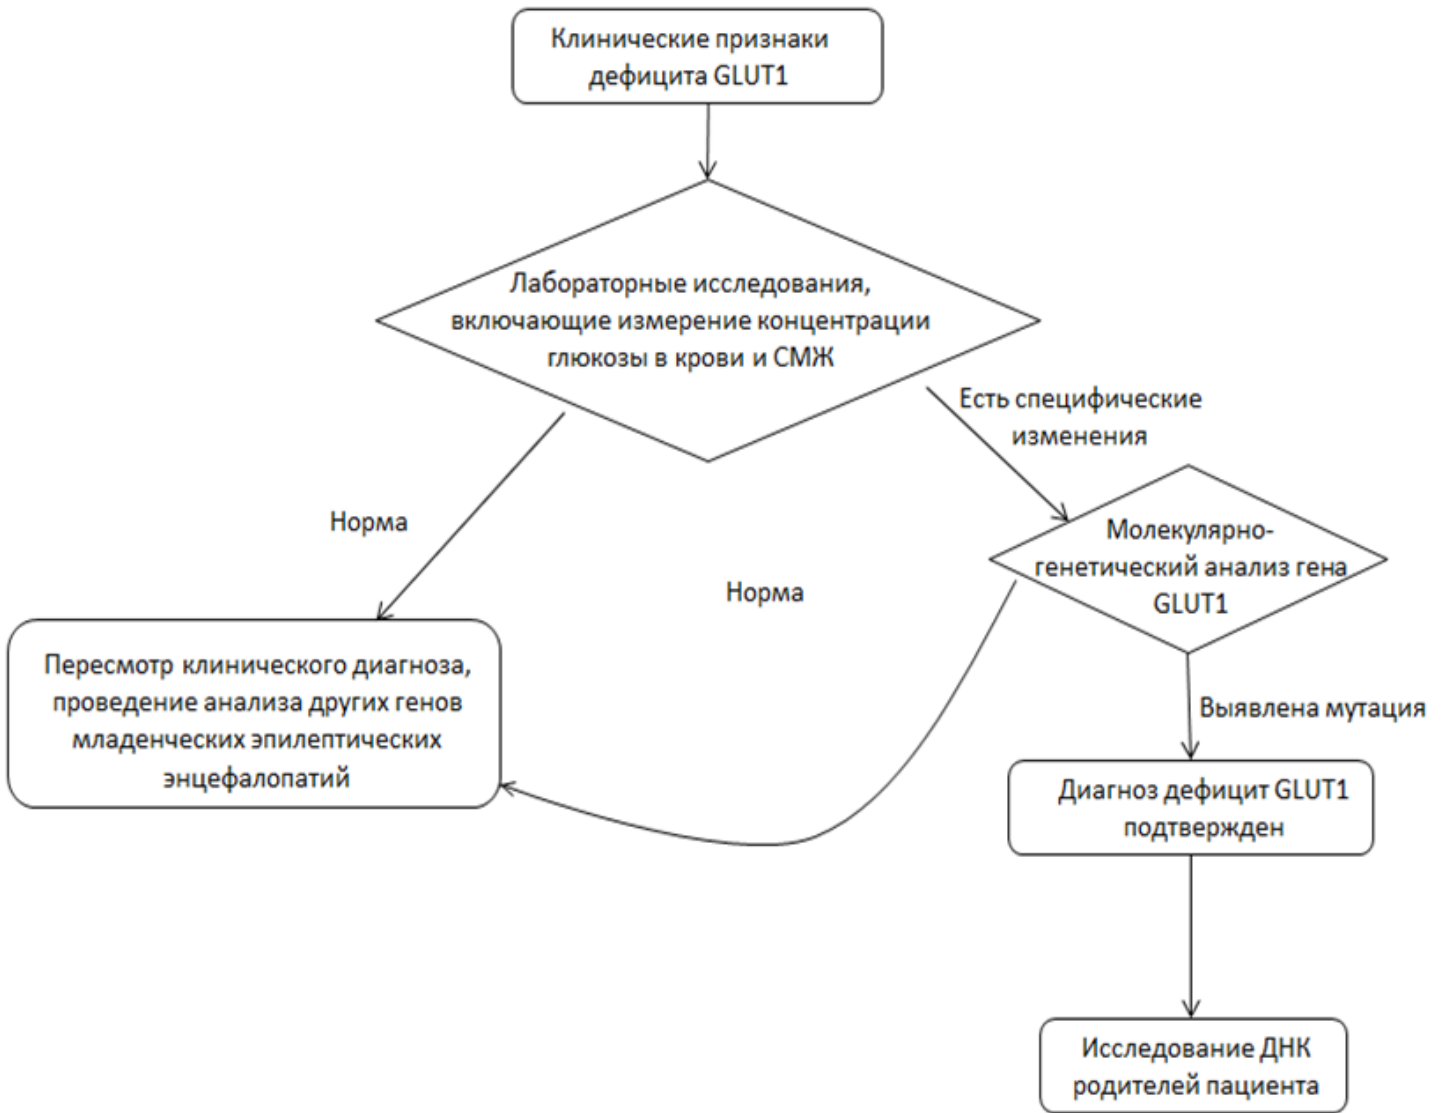 Клинические признаки
дефицита GLUT1
Лабораторные исследования,
включающие измерение концентрации
глюкозы в крови и СМЖ
Есть специфические
изменения
Норма
Молекулярно-
генетический анализ гена
GLUT1
Норма
Пересмотр клинического диагноза,
проведение анализа других генов
младенческих эпилептических
энцефалопатий
Выявлена мутация
Диагноз дефицит GLUT1
подтвержден
Исследование ДНК
родителей пациента